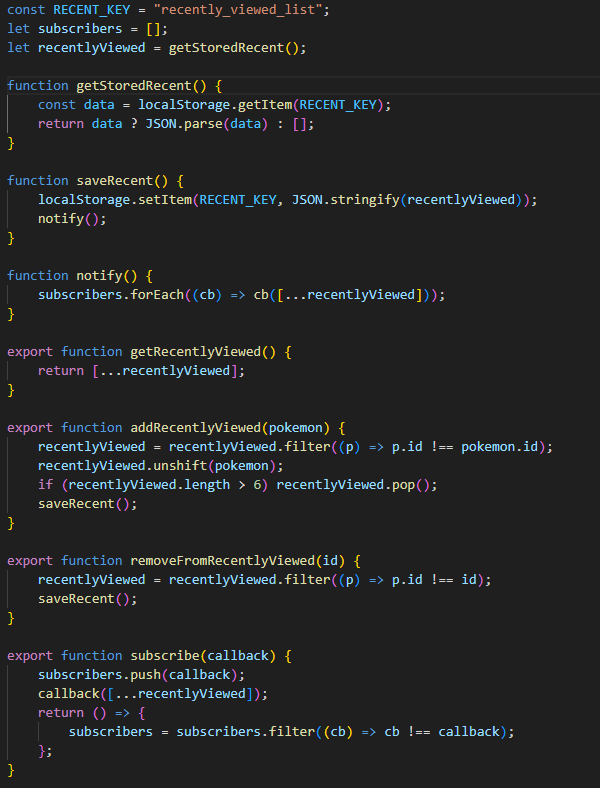 const RECENT_KEY = "recently_viewed_list";
let subscribers = [];
let recentlyViewed = getStoredRecent();

function getStoredRecent() {
    const data = localStorage.getItem(RECENT_KEY);
    return data ? JSON.parse(data) : [];
}

function saveRecent() {
    localStorage.setItem(RECENT_KEY, JSON.stringify(recentlyViewed));
    notify();
}

function notify() {
    subscribers.forEach((cb) => cb([...recentlyViewed]));
}

export function getRecentlyViewed() {
    return [...recentlyViewed];
}

export function addRecentlyViewed(pokemon) {
    recentlyViewed = recentlyViewed.filter((p) => p.id !== pokemon.id);
    recentlyViewed.unshift(pokemon);
    if (recentlyViewed.length > 6) recentlyViewed.pop();
    saveRecent();
}

export function removeFromRecentlyViewed(id) {
    recentlyViewed = recentlyViewed.filter((p) => p.id !== id);
    saveRecent();
}

export function subscribe(callback) {
    subscribers.push(callback);
    callback([...recentlyViewed]);
    return () => {
        subscribers = subscribers.filter((cb) => cb !== callback);
    };
}